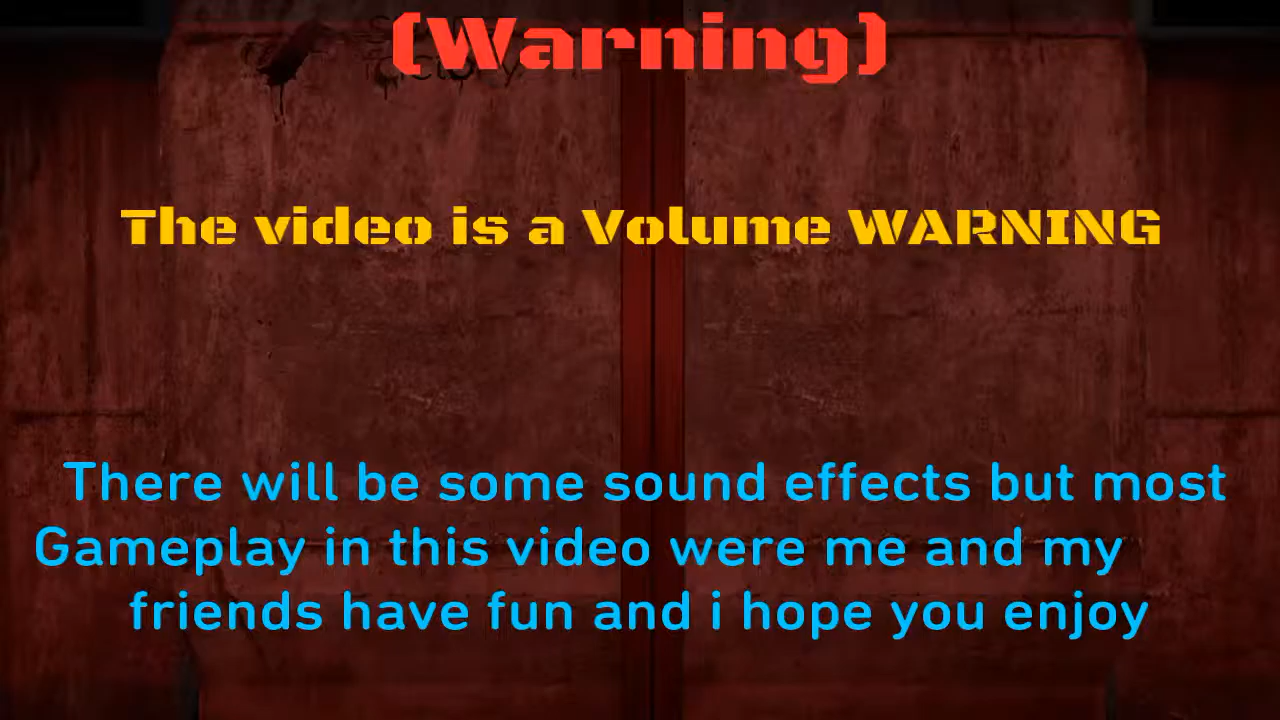 (Warning)
The video is a Volume WARNING
There will be some sound effects but most
Gameplay in this video were me and my
friends have fun and i hope you enjoy